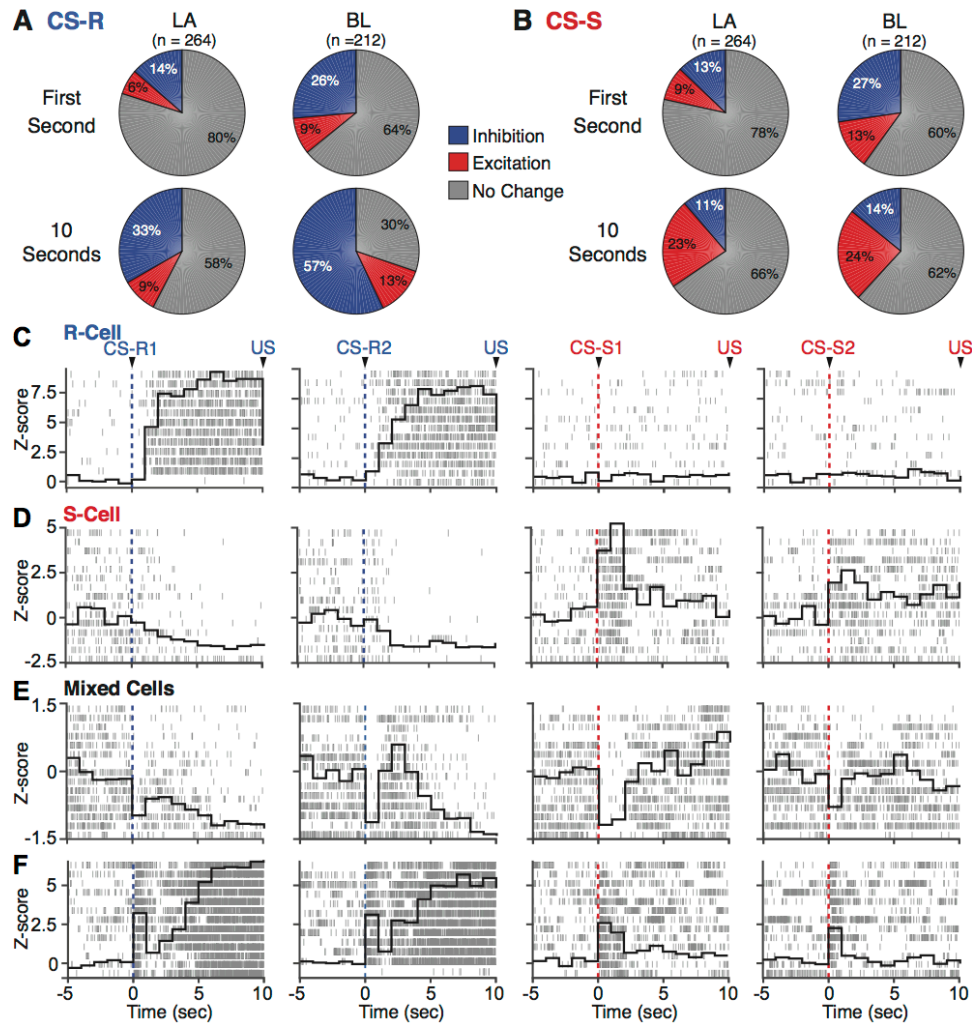 A CS-R LA BL B CS-S LA BL
(n = 264) (n =212) (n = 264) (n = 212)
First Second 14% 6% 80% 26% 9% 64% First Second 13% 9% 78% 27% 13% 60%
Inhibition
Excitation
No Change
10 Seconds 33% 9% 58% 30% 57% 13% 10 Seconds 11% 23% 66% 14% 24% 62%
C R-Cell
CS-R1 US CS-R2 US CS-S1 US CS-S2 US
Z-score
7.5
5
2.5
0
D S-Cell
Z-score
5
2.5
0
-2.5
E Mixed Cells
Z-score
1.5
0
-1.5
F
Z-score
5
2.5
0
-5 0 5 10 -5 0 5 10 -5 0 5 10 -5 0 5 10
Time (sec) Time (sec) Time (sec) Time (sec)